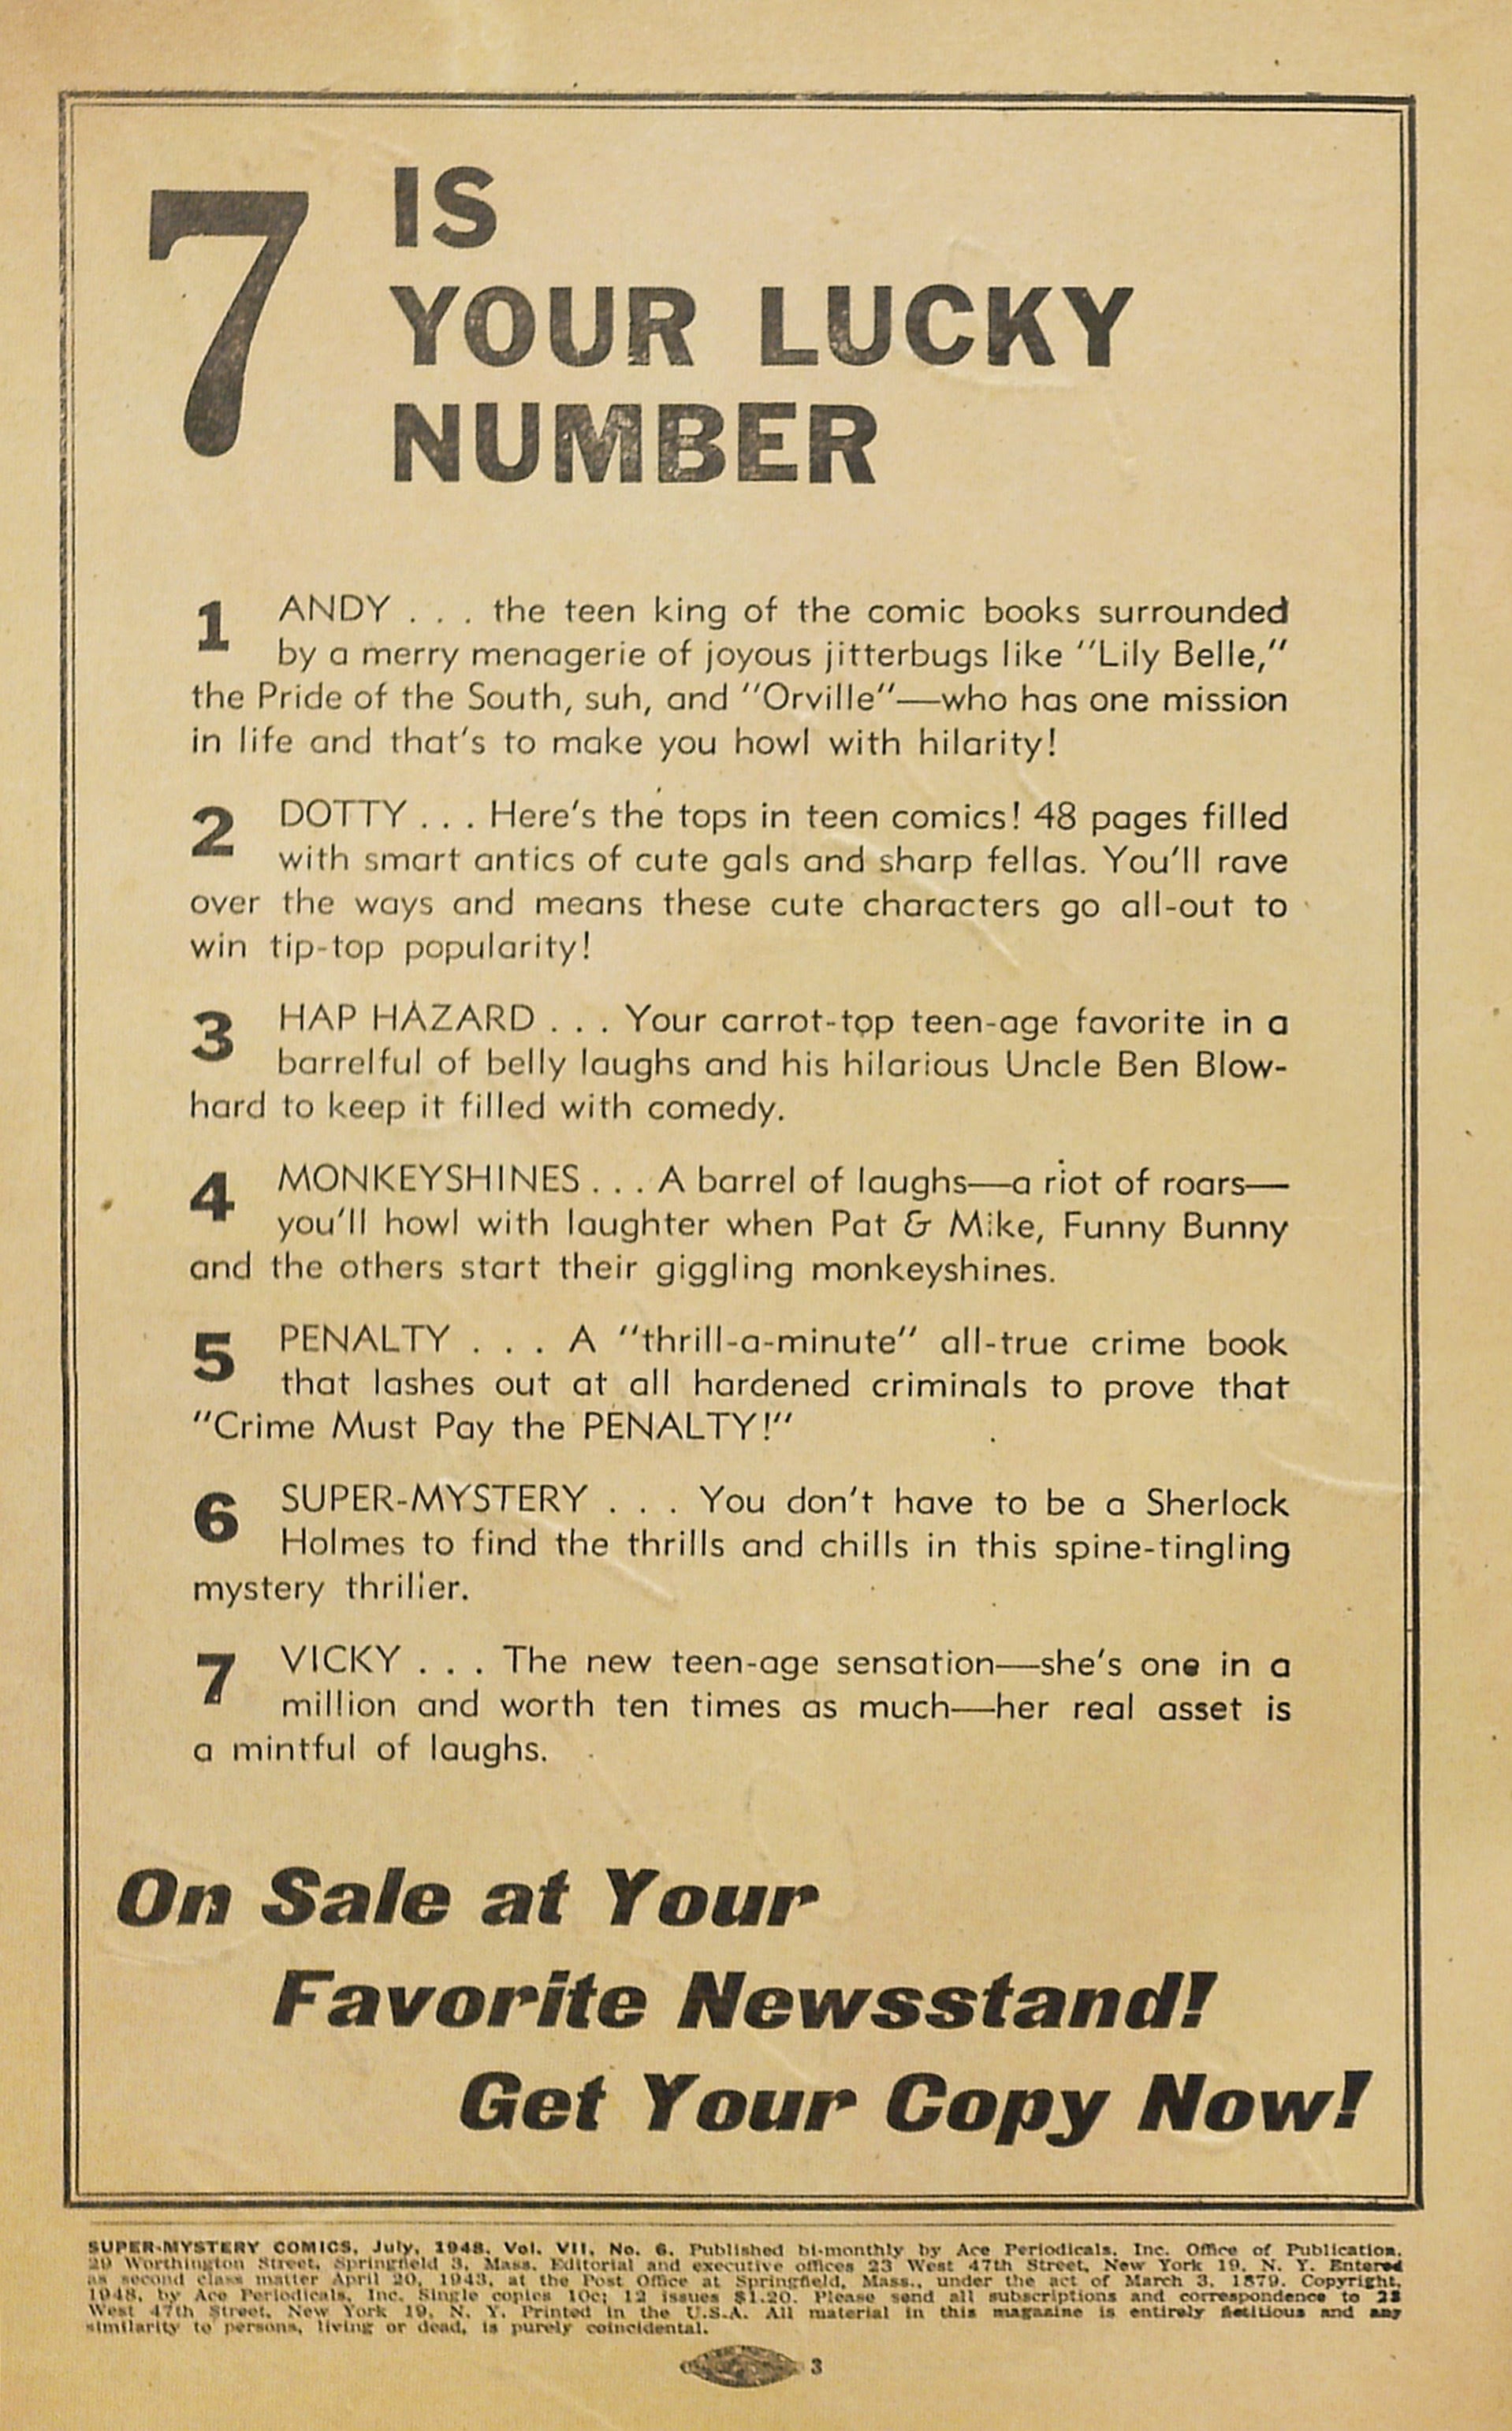 7 IS
YOUR LUCKY
NUMBER
1 ANDY . . . the teen king of the comic books surrounded
by a merry menagerie of joyous jitterbugs like "Lily Belle,"
the Pride of the South, suh, and "Orville"—who has one mission
in life and that's to make you howl with hilarity!
2 DOTTY . . . Here's the tops in teen comics! 48 pages filled
with smart antics of cute gals and sharp fellas. You'll rave
over the ways and means these cute characters go all-out to
win tip-top popularity!
3 HAP HAZARD . . . Your carrot-top teen-age favorite in a
barrelful of belly laughs and his hilarious Uncle Ben Blow-
hard to keep it filled with comedy.
4 MONKEYSHINES . . . A barrel of laughs—a riot of roars—
you'll howl with laughter when Pat & Mike, Funny Bunny
and the others start their giggling monkeyshines.
5 PENALTY . . . A "thrill-a-minute" all-true crime book
that lashes out at all hardened criminals to prove that
"Crime Must Pay the PENALTY!"
6 SUPER-MYSTERY . . . You don't have to be a Sherlock
Holmes to find the thrills and chills in this spine-tingling
mystery thriller.
7 VICKY . . . The new teen-age sensation—she's one in a
million and worth ten times as much—her real asset is
a mintful of laughs.
On Sale at Your
Favorite Newsstand!
Get Your Copy Now!
SUPER-MYSTERY COMICS, July, 1948, Vol. VII, No. 6. Published bi-monthly by Ace Periodicals, Inc. Office of Publication,
29 Worthington Street, Springfield 3, Mass. Editorial and executive offices 23 West 47th Street, New York 19, N. Y. Entered
as second class matter April 20, 1943, at the Post Office at Springfield, Mass., under the act of March 3, 1879. Copyright,
1948, by Ace Periodicals, Inc. Single copies 10c; 12 issues $1.20. Please send all subscriptions and correspondence to 23
West 47th Street, New York 19, N. Y. Printed in the U.S.A. All material in this magazine is entirely fictitious and any
similarity to persons, living or dead, is purely coincidental.
3